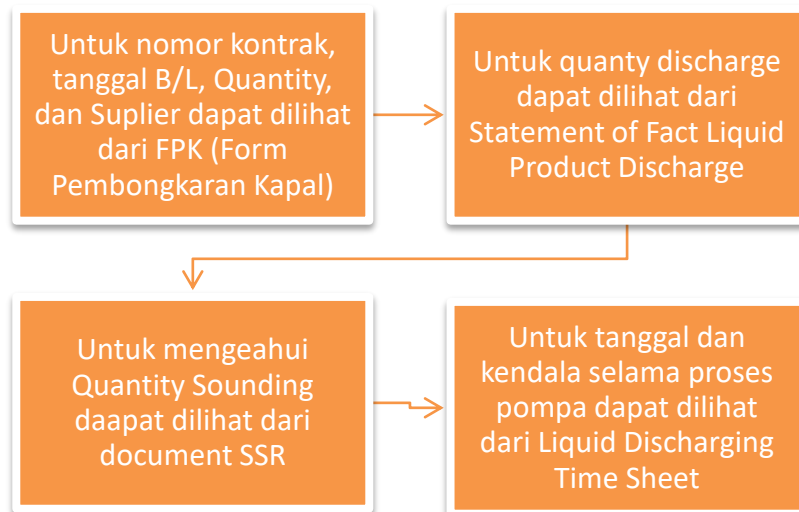 Untuk nomor kontrak,
tanggal B/L, Quantity,
dan Suplier dapat dilihat
dari FPK (Form
Pembongkaran Kapal)
Untuk quanty discharge
dapat dilihat dari
Statement of Fact Liquid
Product Discharge
Untuk mengeahui
Quantity Sounding
daapat dilihat dari
document SSR
Untuk tanggal dan
kendala selama proses
pompa dapat dilihat
dari Liquid Discharging
Time Sheet